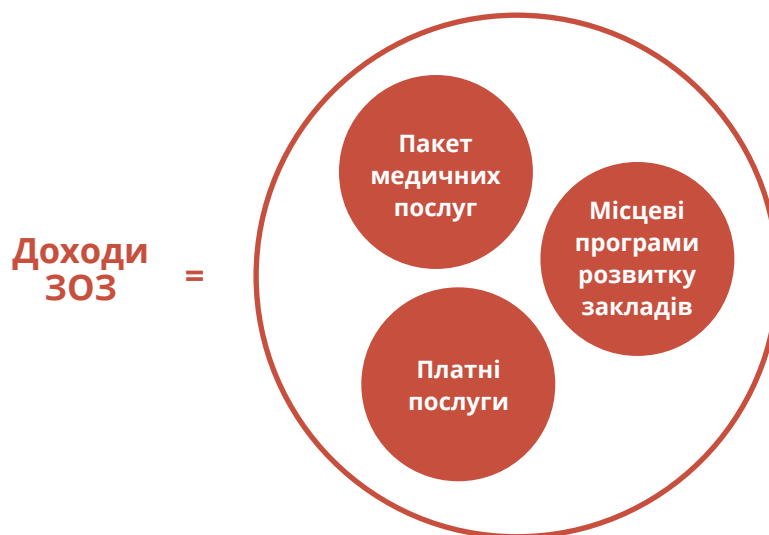 Доходи
ЗОЗ
=
Пакет
медичних
послуг
Місцеві
програми
розвитку
закладів
Платні
послуги